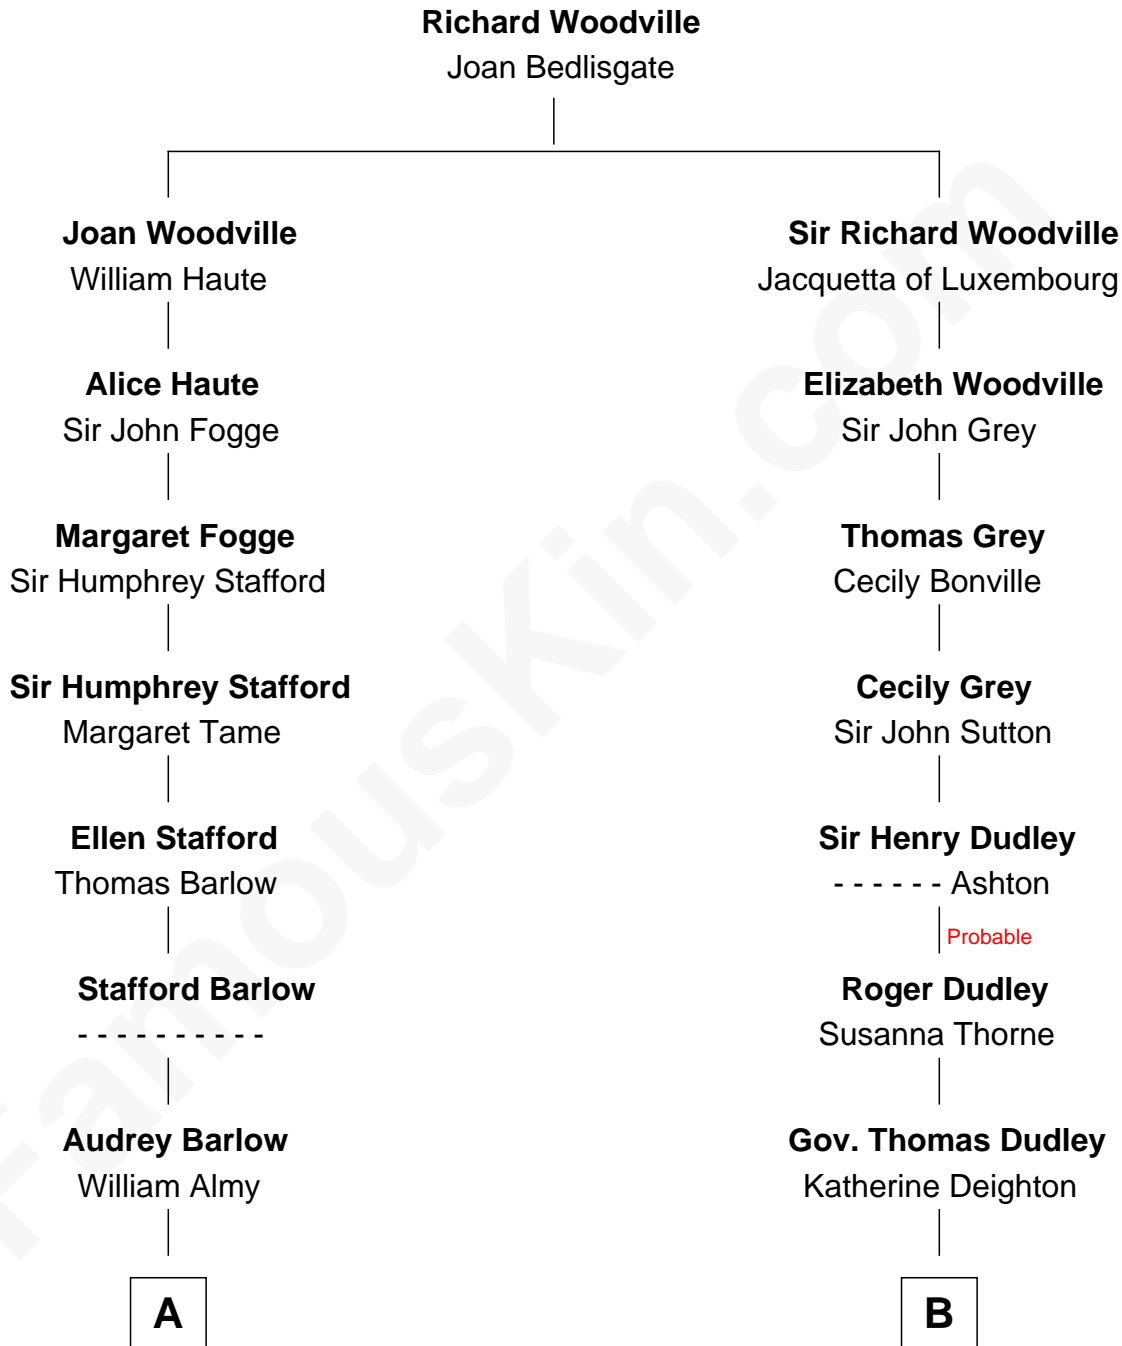 Richard Woodville
Joan Bedlisgate
Joan Woodville
William Haute
Sir Richard Woodville
Jacquetta of Luxembourg
Alice Haute
Sir John Fogge
Elizabeth Woodville
Sir John Grey
Margaret Fogge
Sir Humphrey Stafford
Thomas Grey
Cecily Bonville
Sir Humphrey Stafford
Margaret Tame
Cecily Grey
Sir John Sutton
Ellen Stafford
Thomas Barlow
Sir Henry Dudley
- - - - - - Ashton
Probable
Stafford Barlow
- - - - - - - - - -
Roger Dudley
Susanna Thorne
Audrey Barlow
William Almy
Gov. Thomas Dudley
Katherine Deighton
A
B
FamousKin.com